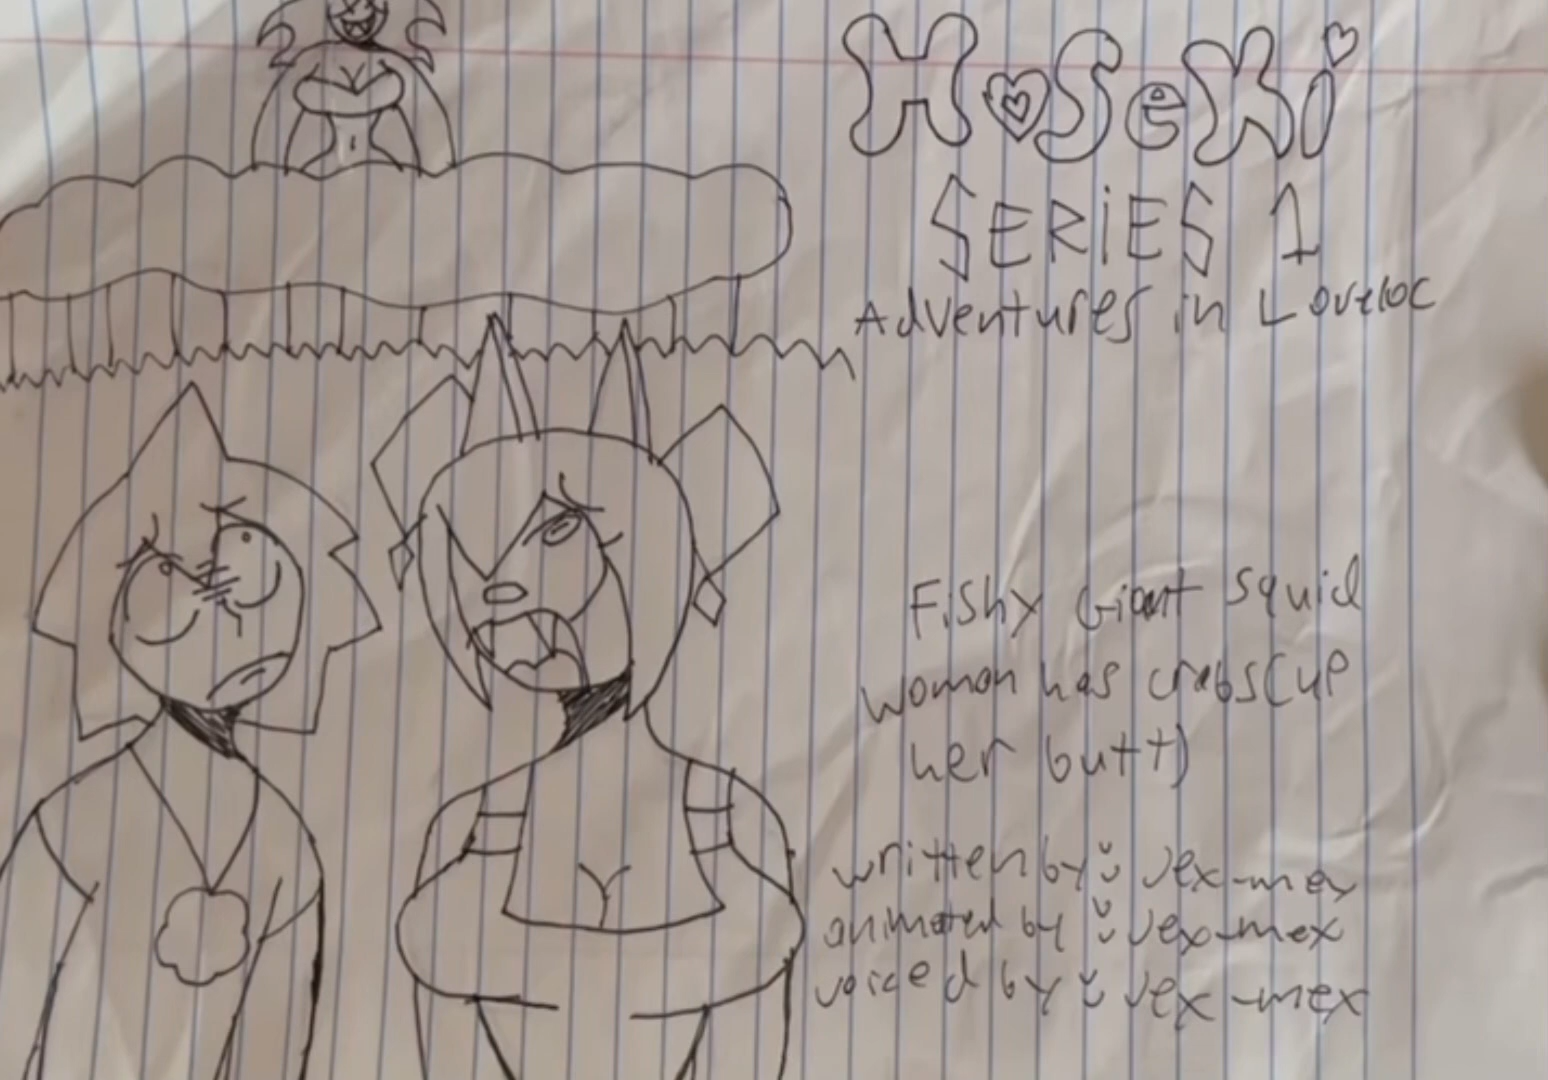 HoSeKi
SERiES 1
Adventures in Loveloc
Fishy Giant squid
woman has crabs(up
her butt)
written by: Jex-mex
animated by: Jex-mex
voiced by: Jex-mex